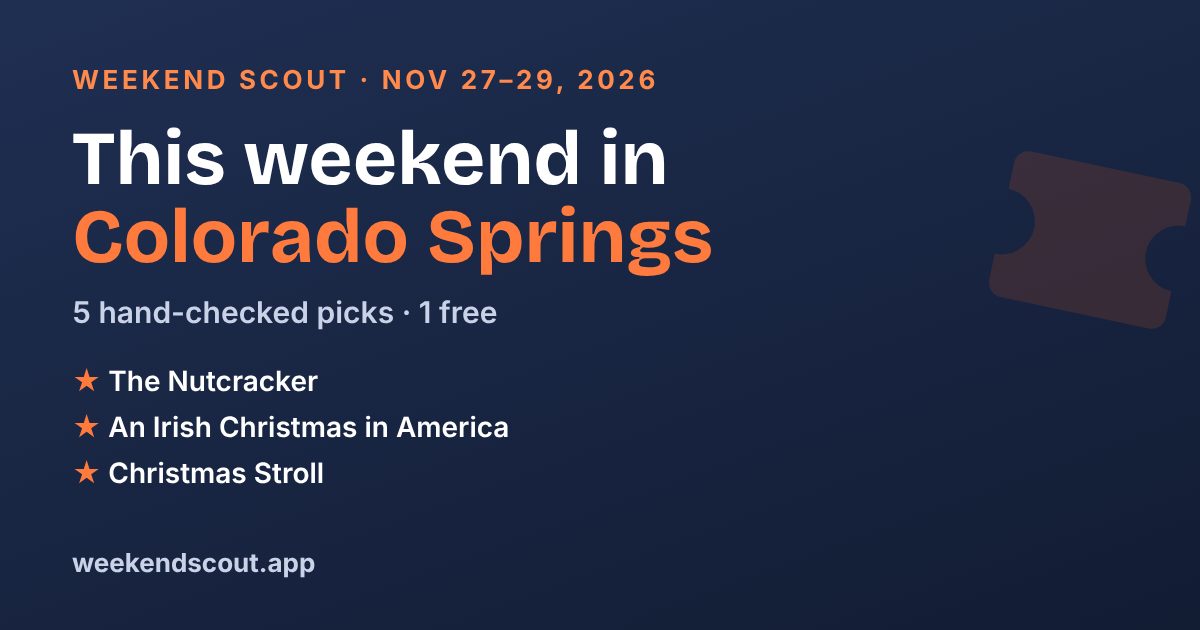 WEEKEND SCOUT · NOV 27–29, 2026
This weekend in
Colorado Springs
5 hand-checked picks · 1 free
★ The Nutcracker
★ An Irish Christmas in America
★ Christmas Stroll
weekendscout.app